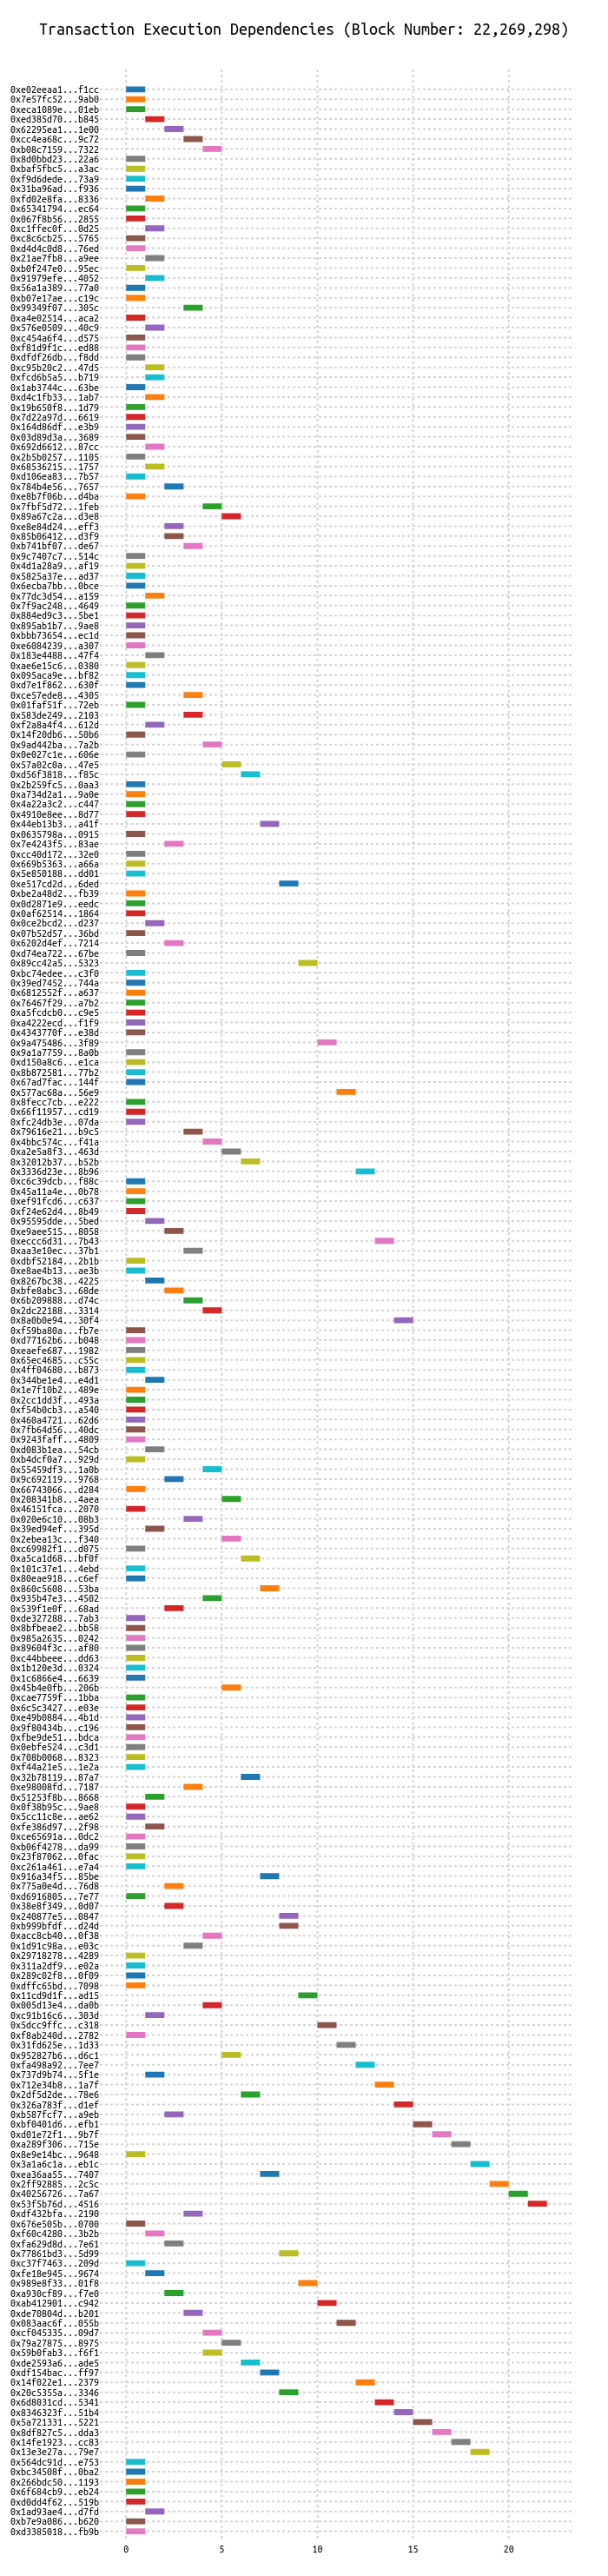 Transaction Execution Dependencies (Block Number: 22,269,298)
0xe02eeaa1...f1cc
0x7e57fc52...9ab0
0xeca1089e...01eb
0xed385d70...b845
0x62295ea1...1e00
0xcc4ea68c...9c72
0xb08c7159...7322
0x8d0bbd23...22a6
0xbaf5fbc5...a3ac
0xf9d6dede...73a9
0x31ba96ad...f936
0xfd02e8fa...8336
0x65341794...ec64
0x067f8b56...2855
0xc1ffec0f...0d25
0xc8c6cb25...5765
0xd4d4c0d8...76ed
0x21ae7fb8...a9ee
0xb0f247e0...95ec
0x91979efe...4052
0x56a1a389...77a0
0xb07e17ae...c19c
0x99349f07...305c
0xa4e02514...aca2
0x576e0509...40c9
0xc454a6f4...d575
0xf81d9f1c...ed88
0xdfdf26db...f8dd
0xc95b20c2...47d5
0xfcd6b5a5...b719
0x1ab3744c...63be
0xd4c1fb33...1ab7
0x19b650f8...1d79
0x7d22a97d...6619
0x164d86df...e3b9
0x03d89d3a...3689
0x692d6612...87cc
0x2b5b0257...1105
0x68536215...1757
0xd106ea83...7b57
0x784b4e56...7657
0xe8b7f06b...d4ba
0x7fbf5d72...1feb
0x89a67c2a...d3e8
0xe8e84d24...eff3
0x85b06412...d3f9
0xb741bf07...de67
0x9c7407c7...514c
0x4d1a28a9...af19
0x5825a37e...ad37
0x6ecba7bb...0bce
0x77dc3d54...a159
0x7f9ac248...4649
0x884ed9c3...5be1
0x895ab1b7...9ae8
0xbbb73654...ec1d
0xe6084239...a307
0x183e4488...47f4
0xae6e15c6...0380
0x095aca9e...bf82
0xd7e1f862...630f
0xce57ede8...4305
0x01faf51f...72eb
0x583de249...2103
0xf2a8a4f4...612d
0x14f20db6...50b6
0x9ad442ba...7a2b
0x0e027c1e...606e
0x57a02c0a...47e5
0xd56f3818...f85c
0x2b259fc5...0aa3
0xa734d2a1...9a0e
0x4a22a3c2...c447
0x4910e8ee...8d77
0x44eb13b3...a41f
0x0635798a...0915
0x7e4243f5...83ae
0xcc40d172...32e0
0x669b5363...a66a
0x5e850188...dd01
0xe517cd2d...6ded
0xbe2a48d2...fb39
0x0d2871e9...eedc
0x0af62514...1864
0x0ce2bcd2...d237
0x07b52d57...36bd
0x6202d4ef...7214
0xd74ea722...67be
0x89cc42a5...5323
0xbc74edee...c3f0
0x39ed7452...744a
0x6812552f...a637
0x76467f29...a7b2
0xa5fcdcb0...c9e5
0xa4222ecd...f1f9
0x4343770f...e38d
0x9a475486...3f89
0x9a1a7759...8a0b
0xd150a8c6...e1ca
0x8b872581...77b2
0x67ad7fac...144f
0x577ac68a...56e9
0x8fecc7cb...e222
0x66f11957...cd19
0xfc24db3e...07da
0x79616e21...b9c5
0x4bbc574c...f41a
0xa2e5a8f3...463d
0x32012b37...b52b
0x3336d23e...8b96
0xc6c39dcb...f88c
0x45a11a4e...0b78
0xef91fcd6...c637
0xf24e62d4...8b49
0x95595dde...5bed
0xe9aee515...8058
0xeccc6d31...7b43
0xaa3e10ec...37b1
0xdbf52184...2b1b
0xe8ae4b13...ae3b
0x8267bc38...4225
0xbfe8abc3...68de
0x6b209888...d74c
0x2dc22188...3314
0x8a0b0e94...30f4
0xf59ba80a...fb7e
0xd77162b6...b048
0xeaefe687...1982
0x65ec4685...c55c
0x4ff04680...b873
0x344be1e4...e4d1
0x1e7f10b2...489e
0x2cc1dd3f...493a
0xf54b0cb3...a540
0x460a4721...62d6
0x7fb64d56...40dc
0x9243faff...4809
0xd083b1ea...54cb
0xb4dcf0a7...929d
0x55459df3...1a0b
0x9c692119...9768
0x66743066...d284
0x208341b8...4aea
0x46151fca...2070
0x020e6c10...08b3
0x39ed94ef...395d
0x2ebea13c...f340
0xc69982f1...d075
0xa5ca1d68...bf0f
0x101c37e1...4ebd
0x80eae918...c6ef
0x860c5608...53ba
0x935b47e3...4502
0x539f1e0f...68ad
0xde327288...7ab3
0x8bfbeae2...bb58
0x985a2635...0242
0x89604f3c...af80
0xc44bbeee...dd63
0x1b120e3d...0324
0x1c6866e4...6639
0x45b4e0fb...206b
0xcae7759f...1bba
0x6c5c3427...e03e
0xe49b0884...4b1d
0x9f80434b...c196
0xfbe9de51...bdca
0x0ebfe524...c3d1
0x708b0068...8323
0xf44a21e5...1e2a
0x32b78119...87a7
0xe98008fd...7187
0x51253f8b...8668
0x0f38b95c...9ae8
0x5cc11c8e...ae62
0xfe386d97...2f98
0xce65691a...0dc2
0xb06f4278...da99
0x23f87062...0fac
0xc261a461...e7a4
0x916a34f5...85be
0x775a0e4d...76d8
0xd6916805...7e77
0x38e8f349...0d07
0x240877e5...0847
0xb999bfdf...d24d
0xacc8cb40...0f38
0x1d91c98a...e03c
0x29718278...4289
0x311a2df9...e02a
0x289c02f8...0f09
0xdffc65bd...7098
0x11cd9d1f...ad15
0x005d13e4...da0b
0xc91b16c6...303d
0x5dcc9ffc...c318
0xf8ab240d...2782
0x31fd625e...1d33
0x952827b6...d6c1
0xfa498a92...7ee7
0x737d9b74...5f1e
0x712e34b8...1a7f
0x2df5d2de...78e6
0x326a783f...d1ef
0xb587fcf7...a9eb
0xbf0401d6...efb1
0xd01e72f1...9b7f
0xa289f306...715e
0x8e9e14bc...9648
0x3a1a6c1a...eb1c
0xea36aa55...7407
0x2ff92885...2c5c
0x40256726...7a67
0x53f5b76d...4516
0xdf432bfa...2190
0x676e505b...0700
0xf60c4280...3b2b
0xfa629d8d...7e61
0x77861bd3...5d99
0xc37f7463...209d
0xfe18e945...9674
0x989e8f33...01f8
0xa930cf89...f7e0
0xab412901...c942
0xde70804d...b201
0x083aac6f...055b
0xcf045335...09d7
0x79a27875...8975
0x59b0fab3...f6f1
0xde2593a6...ade5
0xdf154bac...ff97
0x14f022e1...2379
0x20c5355a...3346
0x6d8031cd...5341
0x8346323f...51b4
0x5a721331...5221
0x8df827c5...dda3
0x14fe1923...cc83
0x13e3e27a...79e7
0x564dc91d...e753
0xbc34508f...0ba2
0x266bdc50...1193
0x6f684cb9...eb24
0xd0dd4f62...519b
0x1ad93ae4...d7fd
0xb7e9a086...b620
0xd3385018...fb9b
0 5 10 15 20